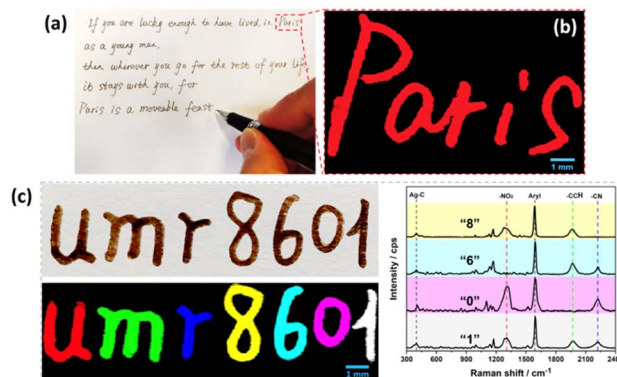 (a)
If you are lucky enough to have lived in Paris
as a young man,
then wherever you go for the rest of your life
it stays with you, for
Paris is a moveable feast
(b)
Paris
1 mm
(c)
umr 8601
umr 8601
1 mm
Ag-C -NO₂ Aryl -CCH -CN
"8"
"6"
"0"
"1"
Intensity / cps
300 600 900 1200 1500 1800 2100 2400
Raman shift / cm⁻¹